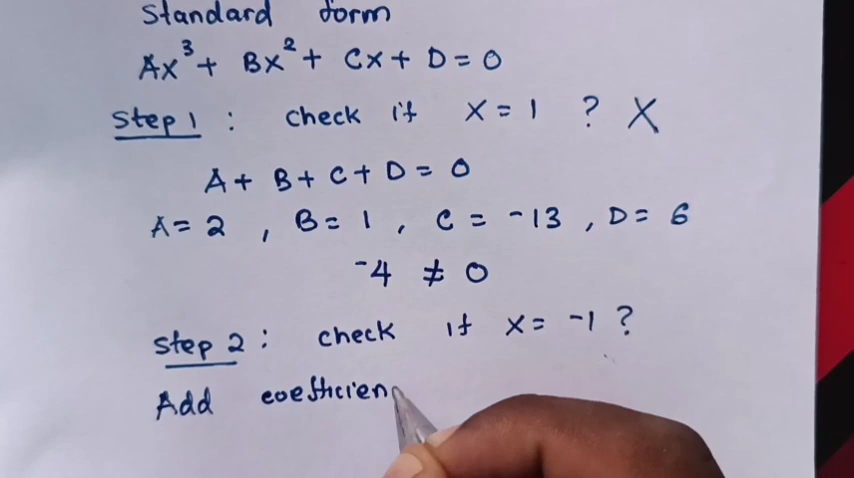 Standard form
Ax³ + Bx² + Cx + D = 0
Step 1 : check if x = 1 ? X
A + B + C + D = 0
A = 2 , B = 1 , C = -13 , D = 6
-4 ≠ 0
Step 2 : check if x = -1 ?
Add coefficien